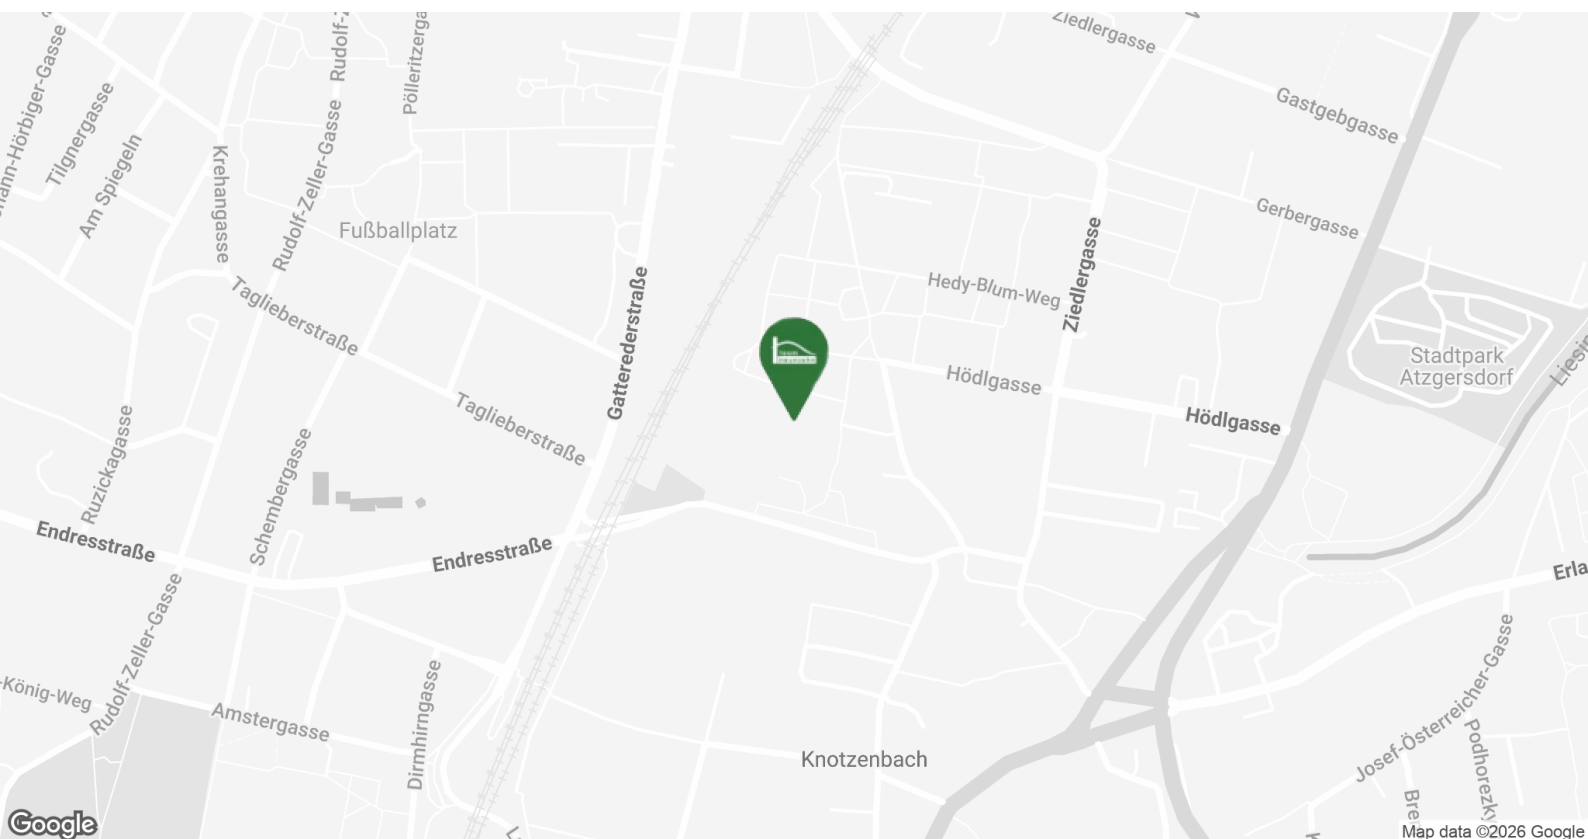 Ziedlergasse
Rudolf-Zeller-Gasse
Gastgebgasse
Tilgnergasse
Am Spiegeln
Krehangasse
Gerbergasse
Fußballplatz
Ziedlergasse
Hedy-Blum-Weg
Gatterederstraße
Taglieberstraße
Stadtpark
Atzgersdorf
Hödlgasse
Hödlgasse
Taglieberstraße
Ruzickagasse
Schembergasse
Endresstraße
Endresstraße
Rudolf-Zeller-Gasse
-König-Weg
Amstergasse
Dirmhirngasse
Knotzenbach
Josef-Österreicher-Gasse
Google
Map data ©2026 Google